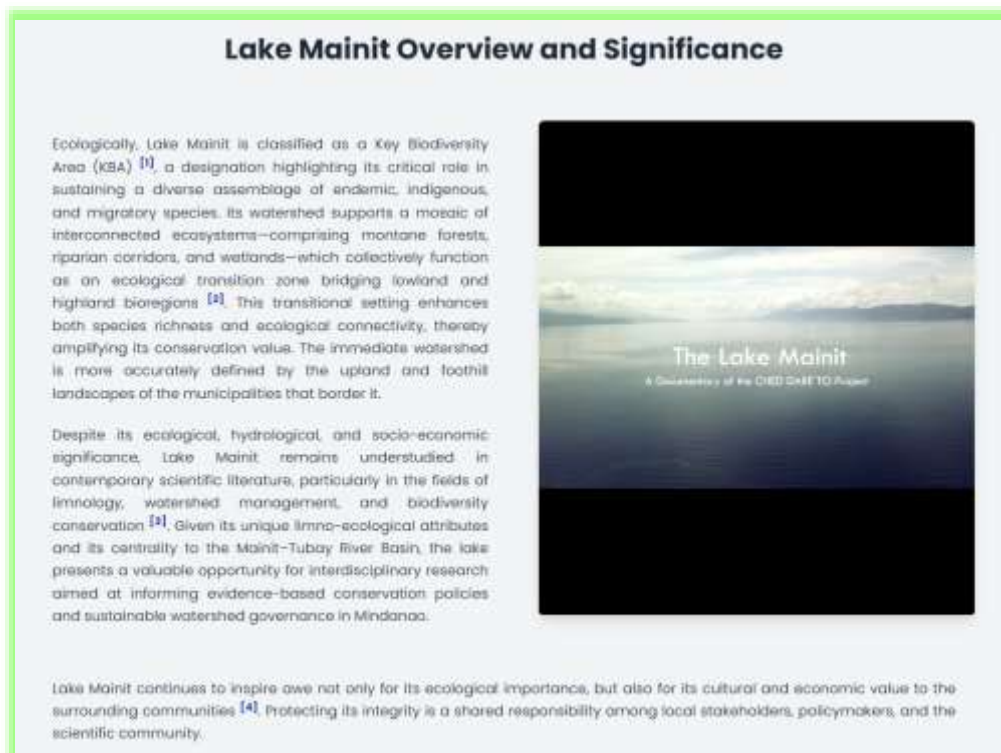 Lake Mainit Overview and Significance
Ecologically, Lake Mainit is classified as a Key Biodiversity
Area (KBA) [1], a designation highlighting its critical role in
sustaining a diverse assemblage of endemic, indigenous,
and migratory species. Its watershed supports a mosaic of
interconnected ecosystems—comprising montane forests,
riparian corridors, and wetlands—which collectively function
as an ecological transition zone bridging lowland and
highland bioregions [2]. This transitional setting enhances
both species richness and ecological connectivity, thereby
amplifying its conservation value. The immediate watershed
is more accurately defined by the upland and foothill
landscapes of the municipalities that border it.
Despite its ecological, hydrological, and socio-economic
significance, Lake Mainit remains understudied in
contemporary scientific literature, particularly in the fields of
limnology, watershed management, and biodiversity
conservation [3]. Given its unique limno-ecological attributes
and its centrality to the Mainit-Tubay River Basin, the lake
presents a valuable opportunity for interdisciplinary research
aimed at informing evidence-based conservation policies
and sustainable watershed governance in Mindanao.
The Lake Mainit
A Documentary of the CHED DARE TO Project
Lake Mainit continues to inspire awe not only for its ecological importance, but also for its cultural and economic value to the
surrounding communities [4]. Protecting its integrity is a shared responsibility among local stakeholders, policymakers, and the
scientific community.